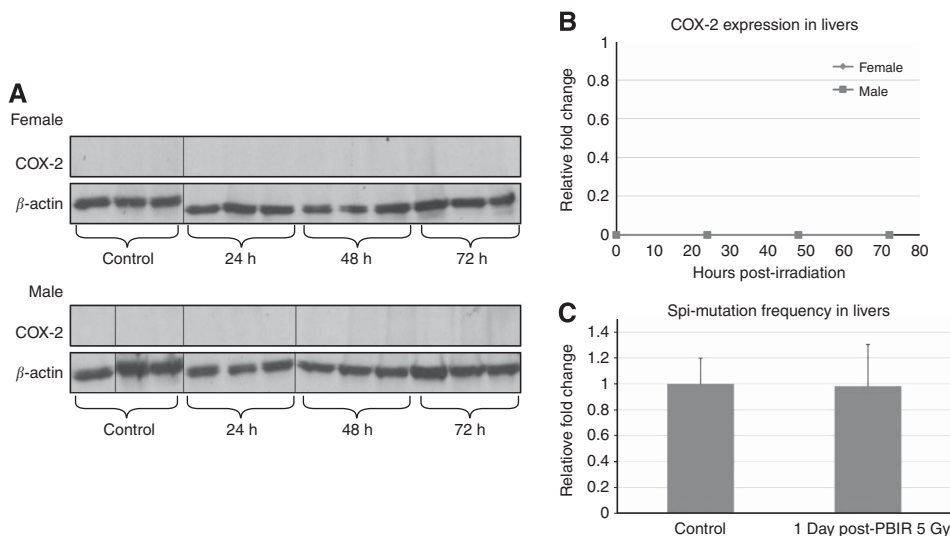 A
Female
COX-2
β-actin
Control 24 h 48 h 72 h
Male
COX-2
β-actin
Control 24 h 48 h 72 h
B
COX-2 expression in livers
Relative fold change
1
0.8
0.6
0.4
0.2
0
0 10 20 30 40 50 60 70 80
Hours post-irradiation
Female
Male
C
Spi-mutation frequency in livers
Relatiove fold change
1.4
1.2
1
0.8
0.6
0.4
0.2
0
Control 1 Day post-PBIR 5 Gy